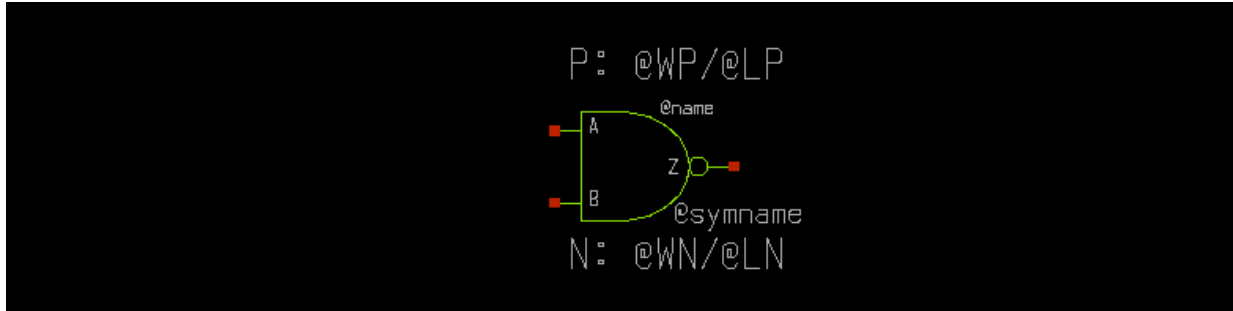 P: @WP/@LP
@name
A
Z
B
@symname
N: @WN/@LN